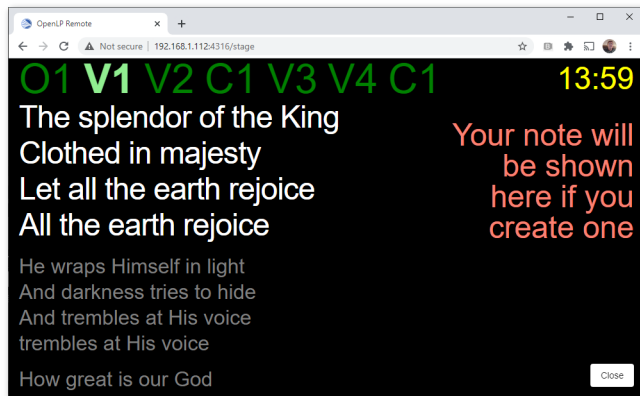 OpenLP Remote
Not secure | 192.168.1.112:4316/stage
O1 V1 V2 C1 V3 V4 C1
13:59
The splendor of the King
Clothed in majesty
Let all the earth rejoice
All the earth rejoice
Your note will
be shown
here if you
create one
He wraps Himself in light
And darkness tries to hide
And trembles at His voice
trembles at His voice
How great is our God
Close